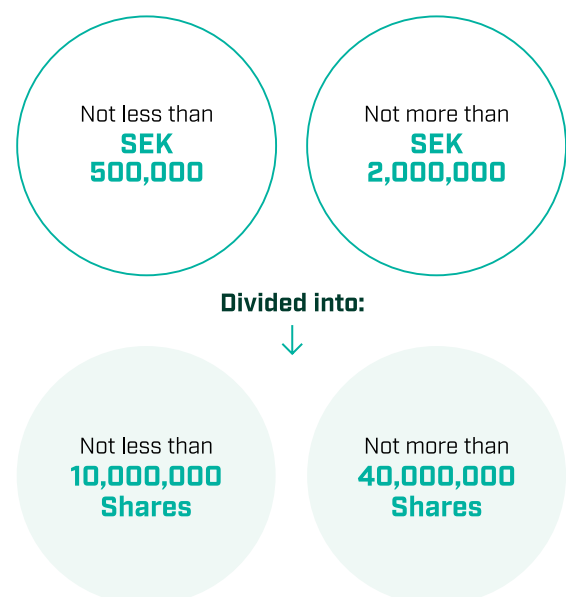 Not less than
SEK
500,000
Not more than
SEK
2,000,000
Divided into:
Not less than
10,000,000
Shares
Not more than
40,000,000
Shares